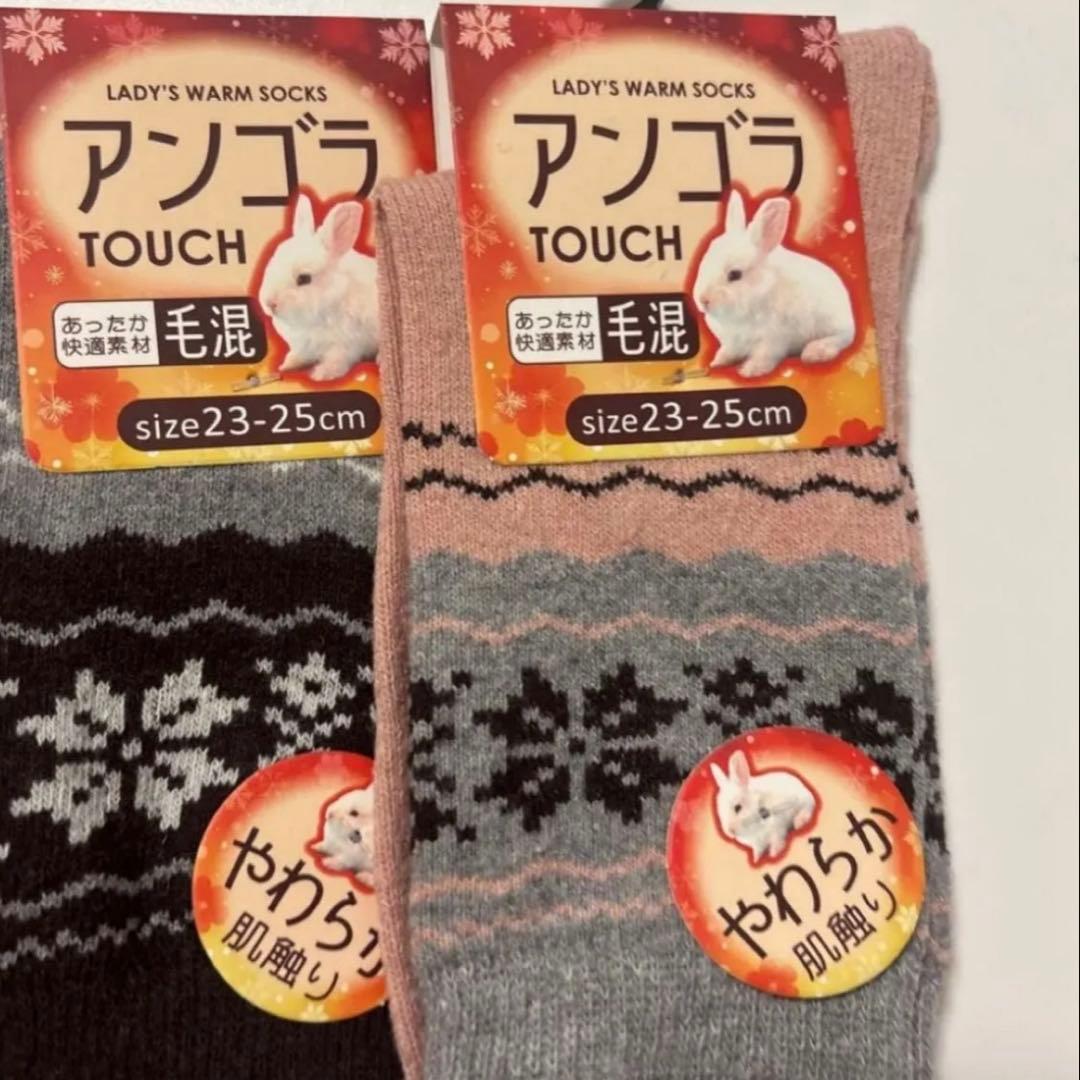 LADY'S WARM SOCKS
アンゴラ
TOUCH
あったか
快適素材
毛混
size23-25cm
やわらか
肌触り
LADY'S WARM SOCKS
アンゴラ
TOUCH
あったか
快適素材
毛混
size23-25cm
やわらか
肌触り